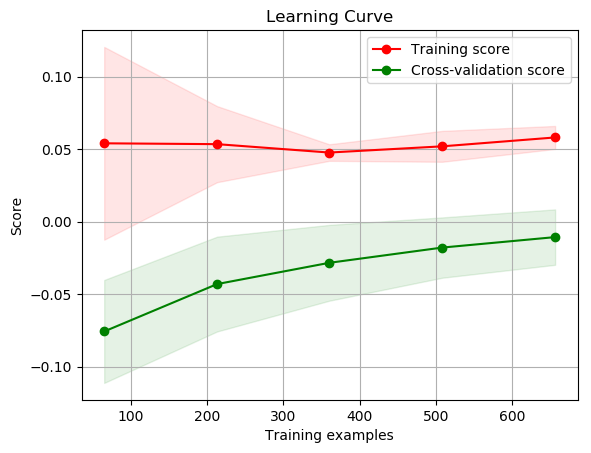 Learning Curve
Training score
Cross-validation score
0.10
0.05
0.00
−0.05
−0.10
Score
100 200 300 400 500 600
Training examples